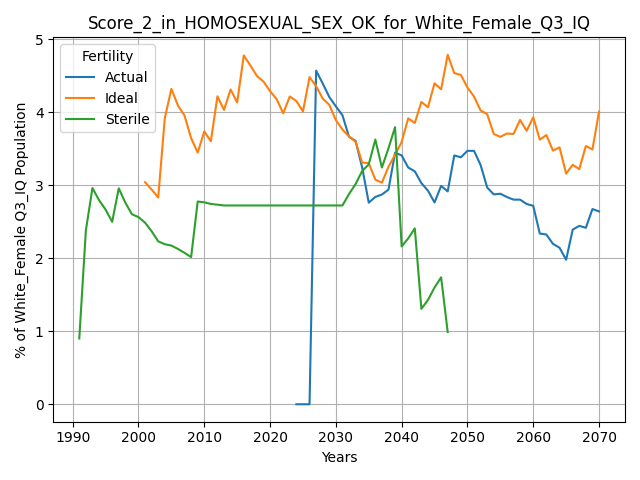 Score_2_in_HOMOSEXUAL_SEX_OK_for_White_Female_Q3_IQ
Fertility
Actual
Ideal
Sterile
% of White_Female Q3_IQ Population
5
4
3
2
1
0
1990 2000 2010 2020 2030 2040 2050 2060 2070
Years